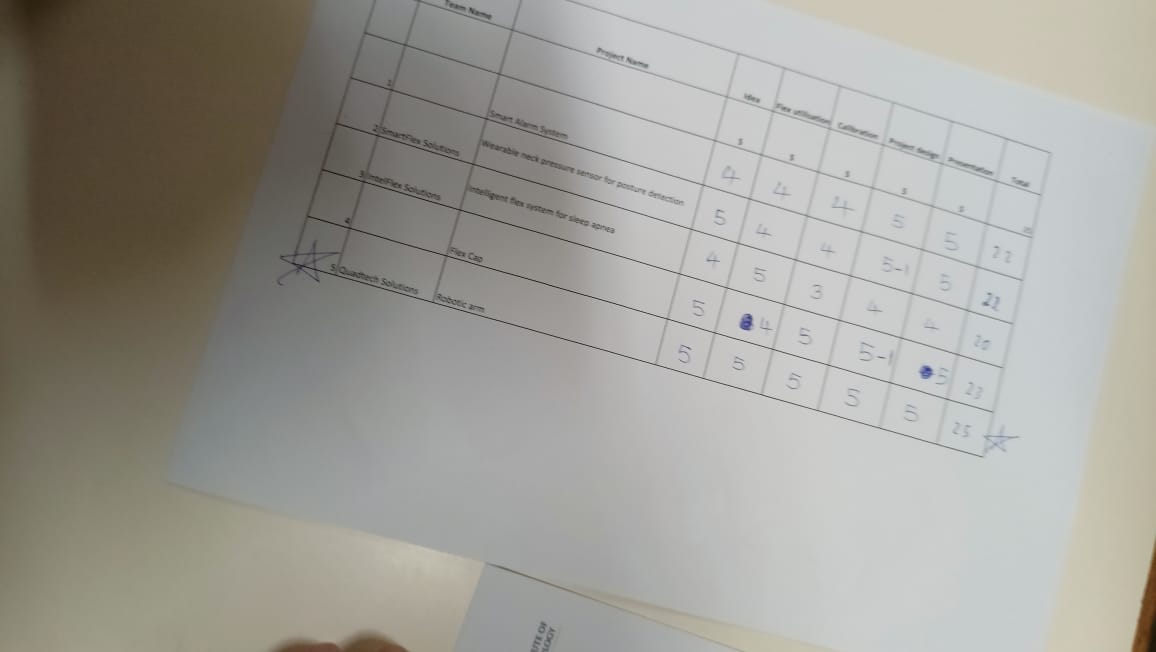 Team Name Project Name Idea Flex utilisation Calibration Project design Presentation Total
5 5 5 5 5 25
1 Smart Alarm System 4 4 4 5 5 22
2 SmartFlex Solutions Wearable neck pressure sensor for posture detection 5 4 4 5-1 5 22
3 IntelFlex Solutions Intelligent flex system for sleep apnea 4 5 3 4 4 20
4 Flex Cap 5 4 5 5-1 5 23
5 Quadtech Solutions Robotic arm 5 5 5 5 5 25
UTE OF
LOGY